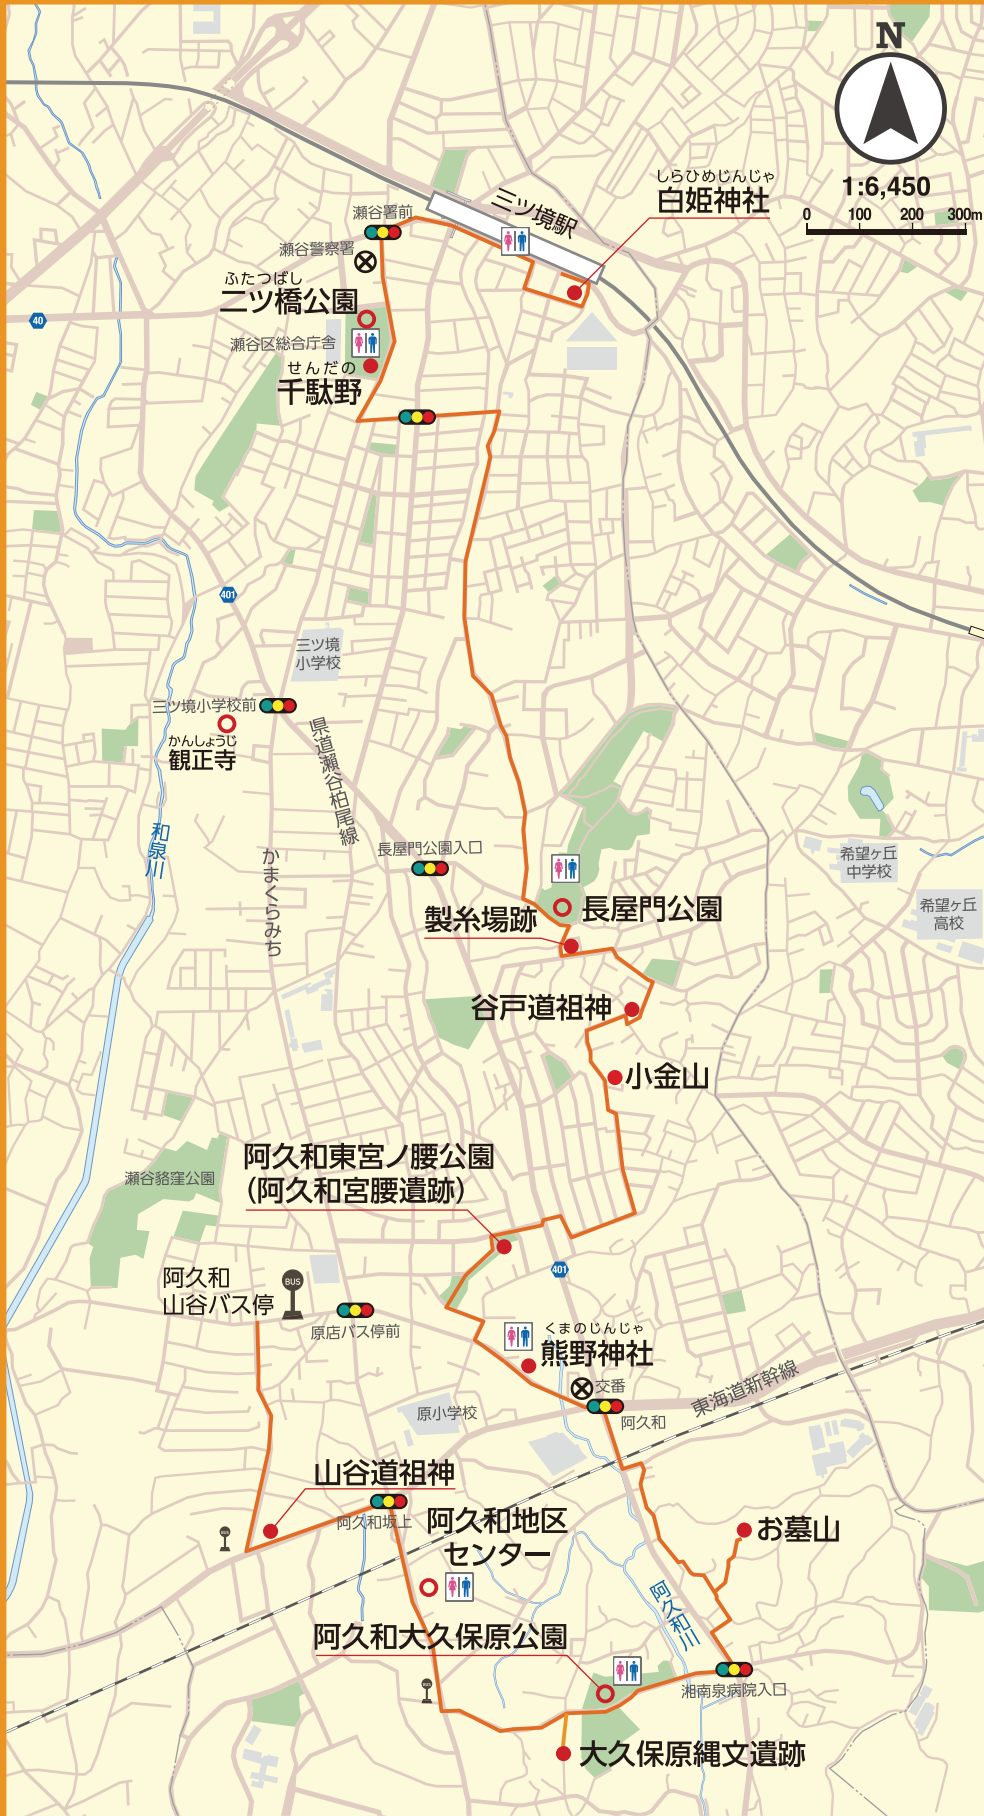 N
1:6,450
0 100 200 300m
三ツ境駅
しらひめじんじゃ
白姫神社
瀬谷署前
瀬谷警察署
ふたつばし
二ツ橋公園
瀬谷区総合庁舎
せんだの
千駄野
40
401
三ツ境
小学校
三ツ境小学校前
かんしょうじ
観正寺
県道瀬谷柏尾線
和泉川
かまくらみち
長屋門公園入口
希望ヶ丘
中学校
希望ヶ丘
高校
長屋門公園
製糸場跡
谷戸道祖神
小金山
阿久和東宮ノ腰公園
(阿久和宮腰遺跡)
瀬谷貉窪公園
401
阿久和
山谷バス停
BUS
原店バス停前
くまのじんじゃ
熊野神社
交番
阿久和
東海道新幹線
原小学校
山谷道祖神
阿久和坂上
BUS
阿久和地区
センター
お墓山
阿久和川
阿久和大久保原公園
BUS
湘南泉病院入口
大久保原縄文遺跡